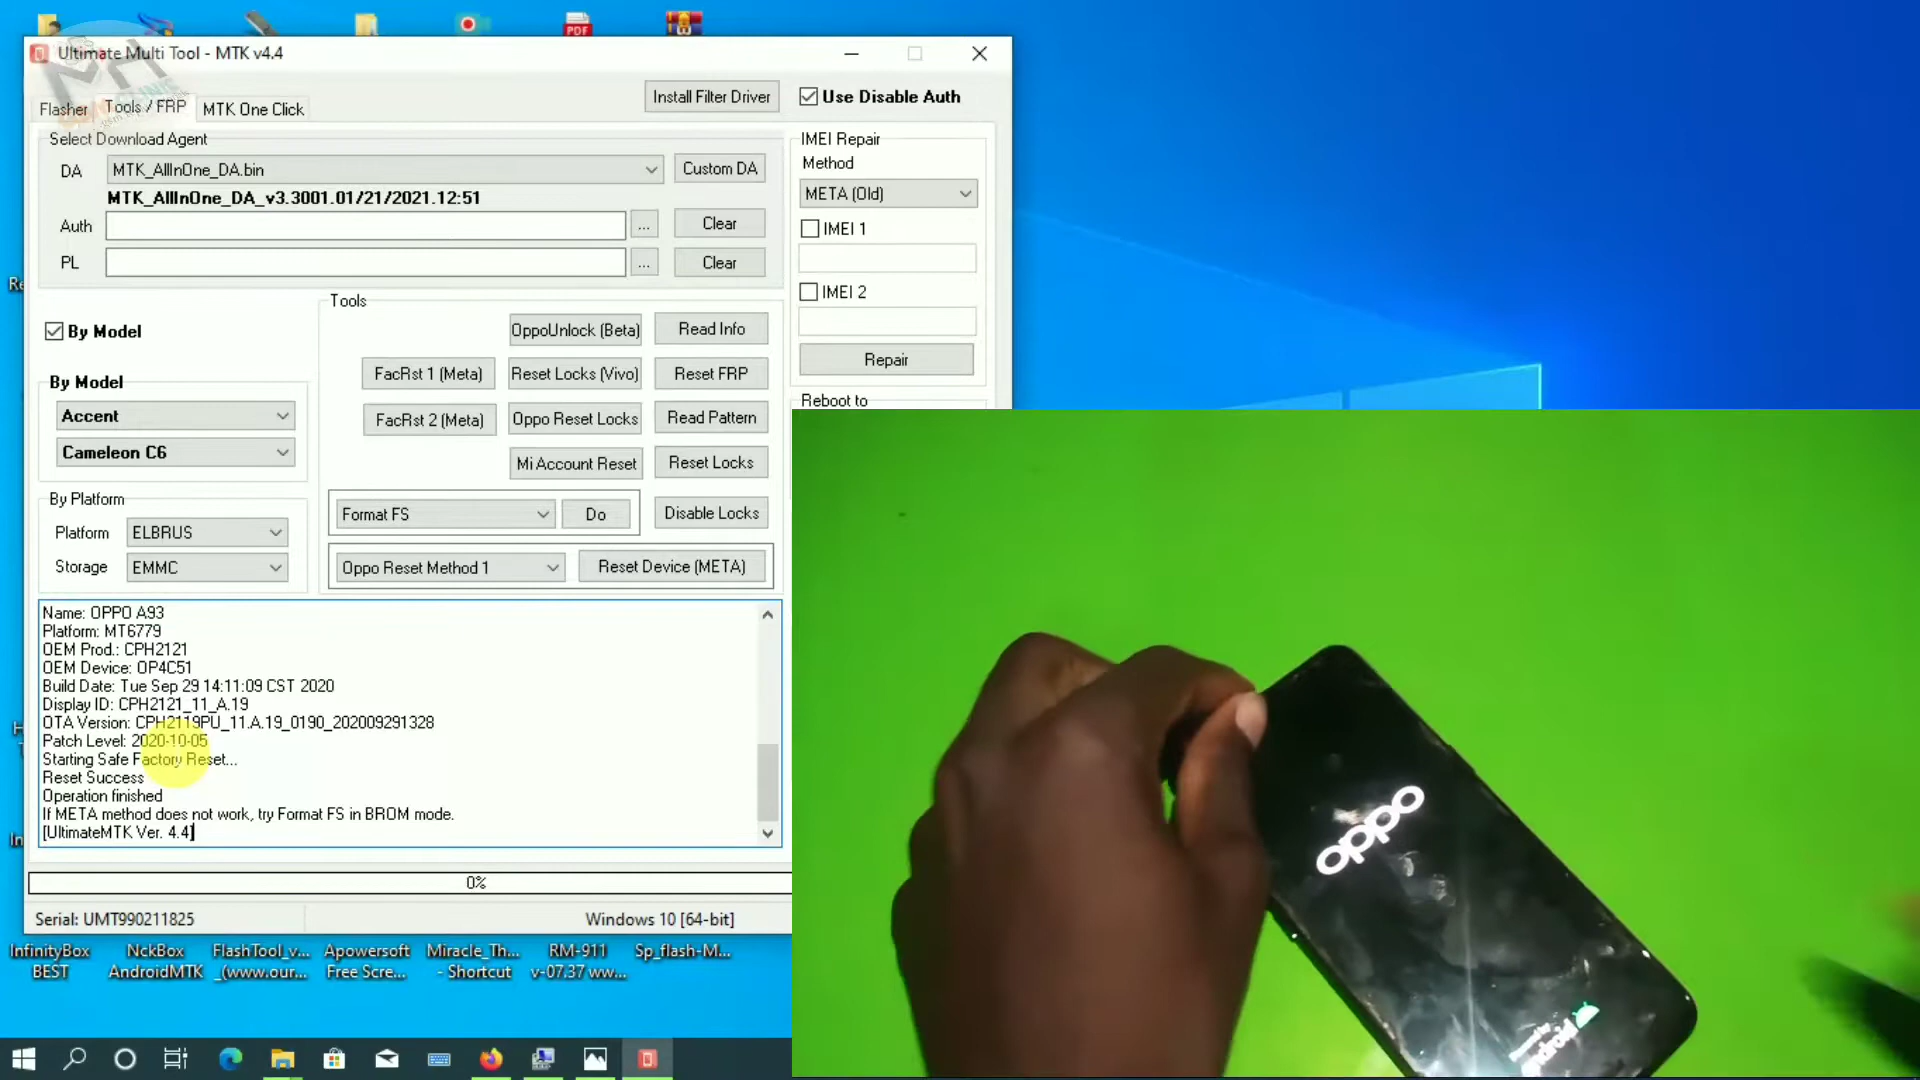 Ultimate Multi Tool - MTK v4.4
Flasher
Tools / FRP
MTK One Click
Install Filter Driver
Use Disable Auth
Select Download Agent
DA
MTK_AllInOne_DA.bin
Custom DA
MTK_AllInOne_DA_v3.3001.01/21/2021.12:51
Auth
...
Clear
PL
...
Clear
IMEI Repair
Method
META (Old)
IMEI 1
IMEI 2
Repair
Reboot to
By Model
By Model
Accent
Cameleon C6
By Platform
Platform
ELBRUS
Storage
EMMC
Tools
OppoUnlock (Beta)
Read Info
FacRst 1 (Meta)
Reset Locks (Vivo)
Reset FRP
FacRst 2 (Meta)
Oppo Reset Locks
Read Pattern
Mi Account Reset
Reset Locks
Format FS
Do
Disable Locks
Oppo Reset Method 1
Reset Device (META)
Name: OPPO A93
Platform: MT6779
OEM Prod.: CPH2121
OEM Device: OP4C51
Build Date: Tue Sep 29 14:11:09 CST 2020
Display ID: CPH2121_11_A.19
OTA Version: CPH2119PU_11.A.19_0190_202009291328
Patch Level: 2020-10-05
Starting Safe Factory Reset...
Reset Success
Operation finished
If META method does not work, try Format FS in BROM mode.
[UltimateMTK Ver. 4.4]
0%
Serial: UMT990211825
Windows 10 [64-bit]
InfinityBox
BEST
NckBox
AndroidMTK
FlashTool_v...
_(www.our...
Apowersoft
Free Scre...
Miracle_Th...
- Shortcut
RM-911
v-07.37 ww...
Sp_flash-M...
PDF
oppo
android